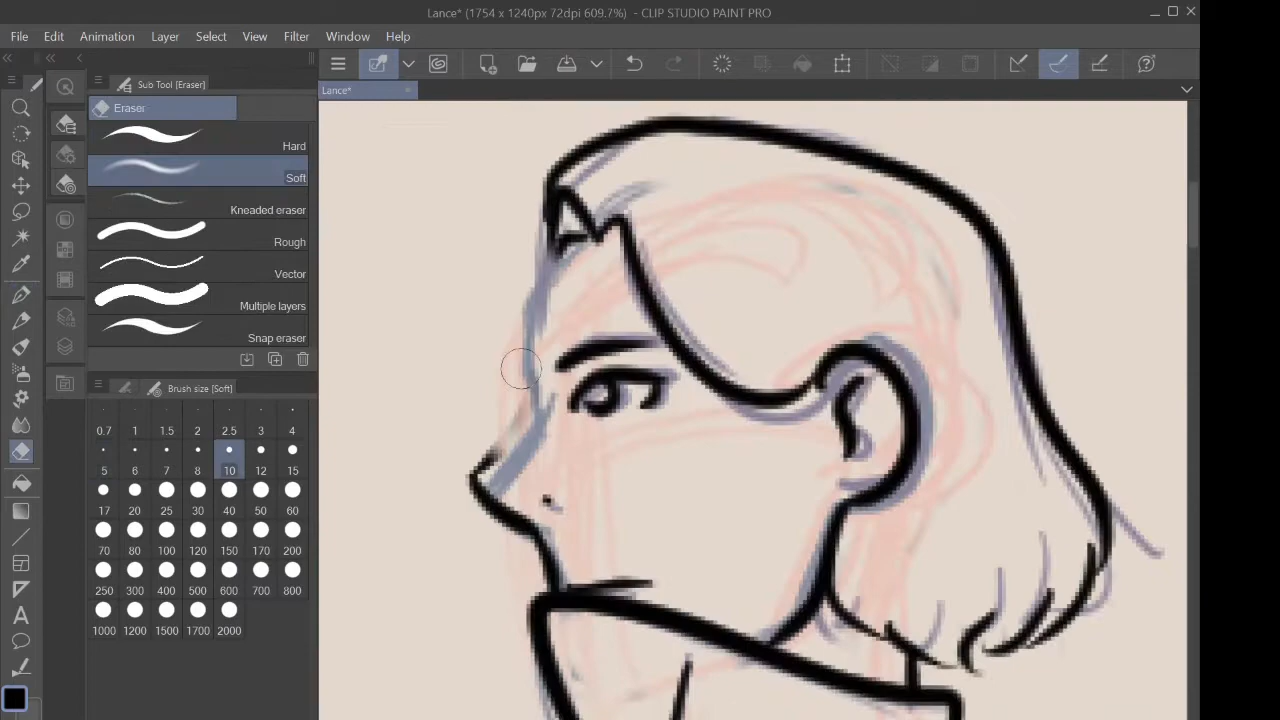 Lance* (1754 x 1240px 72dpi 609.7%) - CLIP STUDIO PAINT PRO
File Edit Animation Layer Select View Filter Window Help
Sub Tool [Eraser]
Lance*
Eraser
Hard
Soft
Kneaded eraser
Rough
Vector
Multiple layers
Snap eraser
Brush size [Soft]
0.7 1 1.5 2 2.5 3 4
5 6 7 8 10 12 15
17 20 25 30 40 50 60
70 80 100 120 150 170 200
250 300 400 500 600 700 800
1000 1200 1500 1700 2000